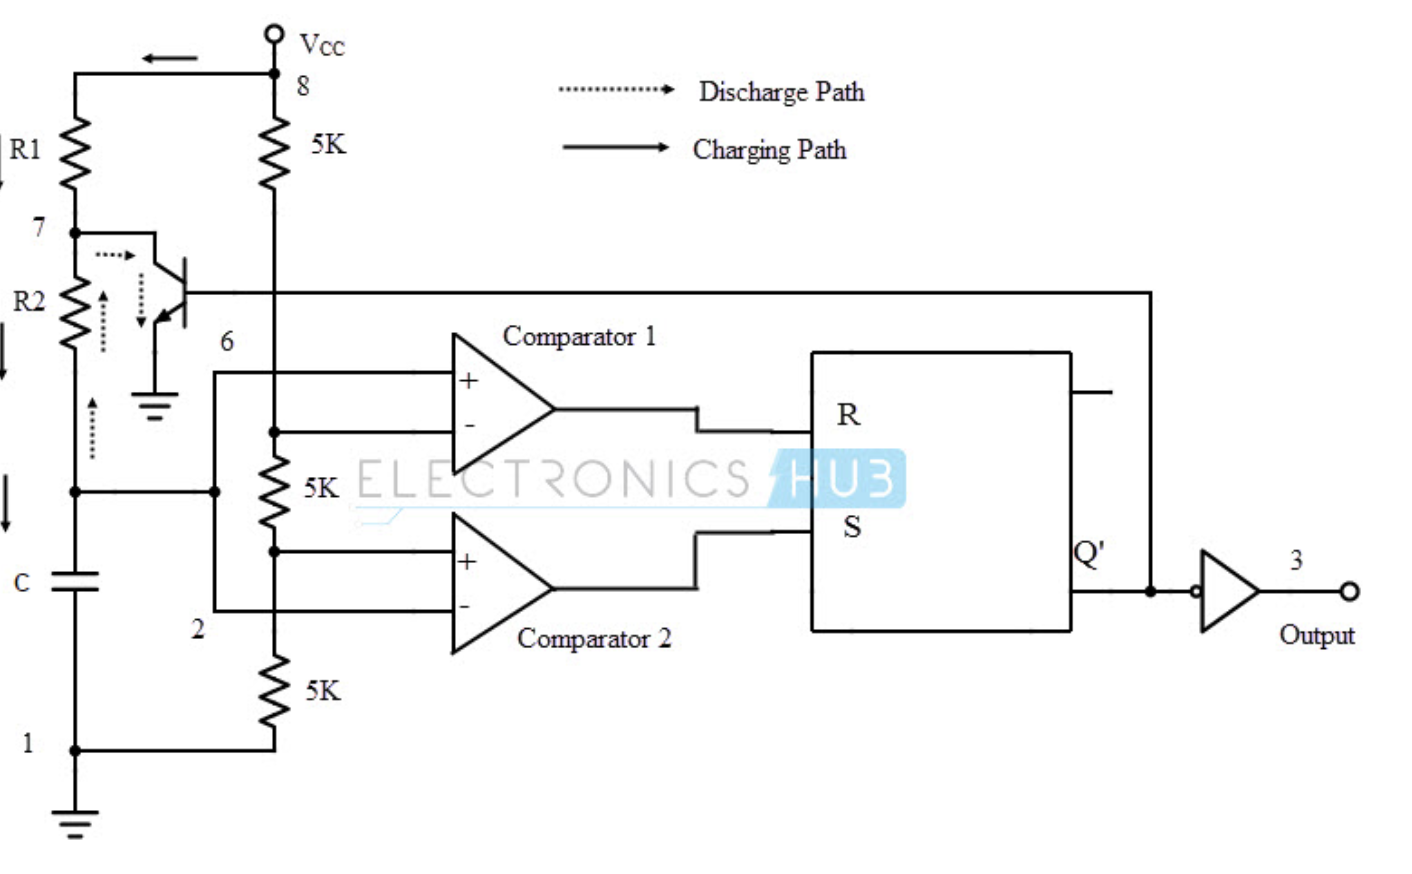 Vcc
8
Discharge Path
R1
5K
Charging Path
7
R2
6
Comparator 1
+
-
R
ELECTRONICS HUB
5K
S
+
-
Q'
3
C
2
Comparator 2
Output
5K
1